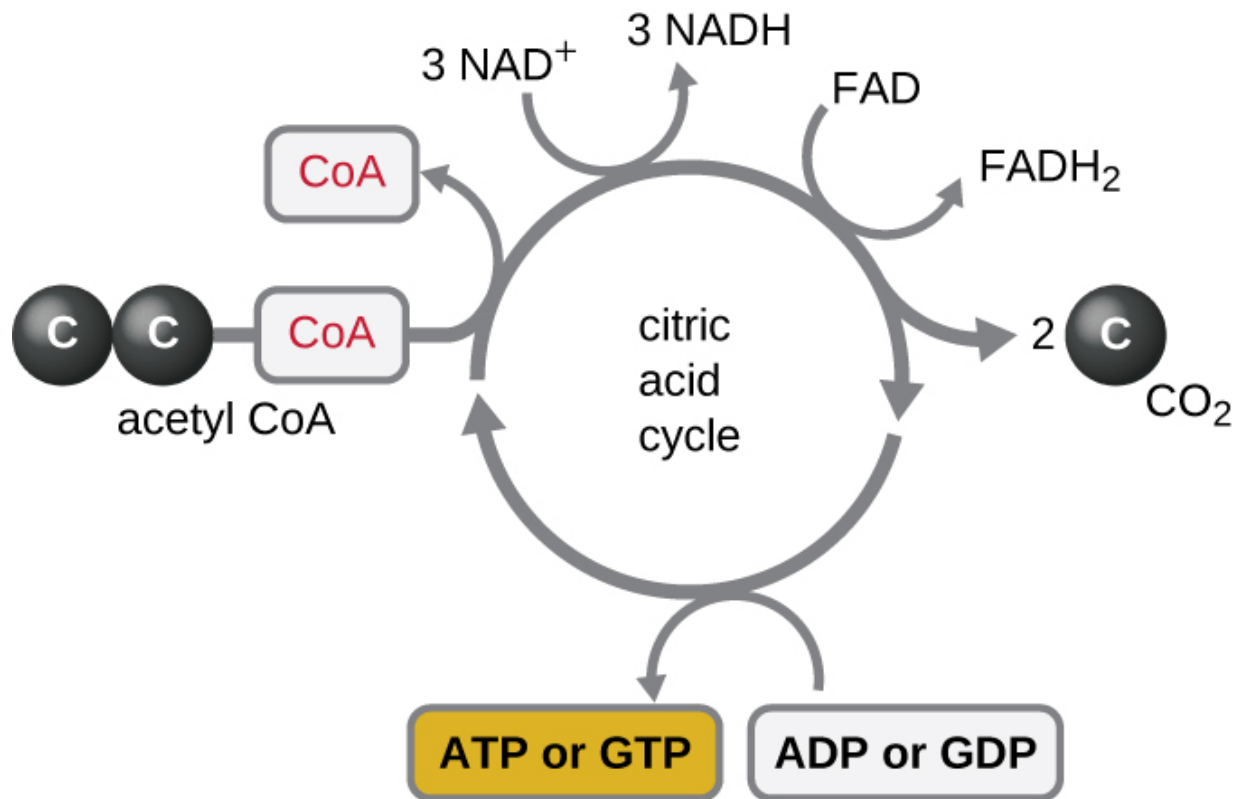 3 NAD⁺
3 NADH
FAD
FADH₂
CoA
C C
CoA
acetyl CoA
citric
acid
cycle
2 C
CO₂
ATP or GTP
ADP or GDP